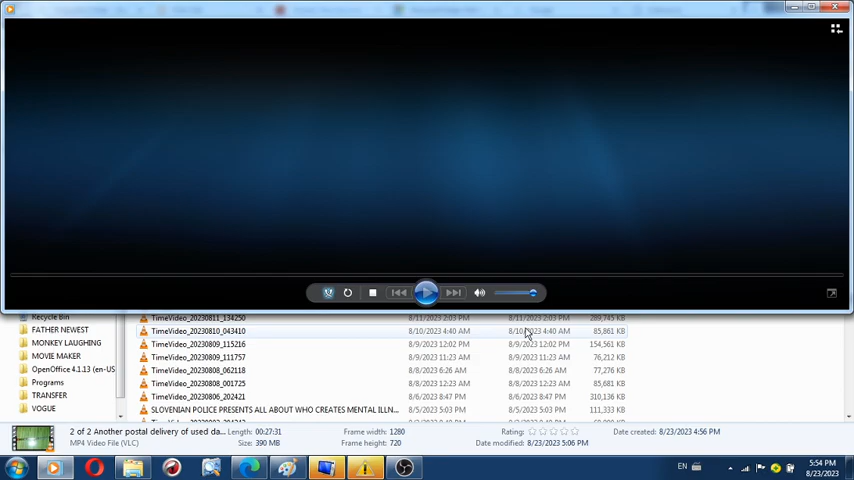 Recycle Bin
FATHER NEWEST
MONKEY LAUGHING
MOVIE MAKER
OpenOffice 4.1.13 (en-US
Programs
TRANSFER
VOGUE
TimeVideo_20230811_134250 8/11/2023 2:03 PM 8/11/2023 2:03 PM 289,745 KB
TimeVideo_20230810_043410 8/10/2023 4:40 AM 8/10/2023 4:40 AM 85,861 KB
TimeVideo_20230809_115216 8/9/2023 12:02 PM 8/9/2023 12:02 PM 154,561 KB
TimeVideo_20230809_111757 8/9/2023 11:23 AM 8/9/2023 11:23 AM 76,212 KB
TimeVideo_20230808_062118 8/8/2023 6:26 AM 8/8/2023 6:26 AM 77,276 KB
TimeVideo_20230808_001725 8/8/2023 12:23 AM 8/8/2023 12:23 AM 85,681 KB
TimeVideo_20230806_202421 8/6/2023 8:47 PM 8/6/2023 8:47 PM 310,136 KB
SLOVENIAN POLICE PRESENTS ALL ABOUT WHO CREATES MENTAL ILLN... 8/5/2023 5:03 PM 8/5/2023 5:03 PM 111,333 KB
2 of 2 Another postal delivery of used da... Length: 00:27:31 Frame width: 1280 Rating: Date created: 8/23/2023 4:56 PM
MP4 Video File (VLC) Size: 390 MB Frame height: 720 Date modified: 8/23/2023 5:06 PM
EN
5:54 PM
8/23/2023